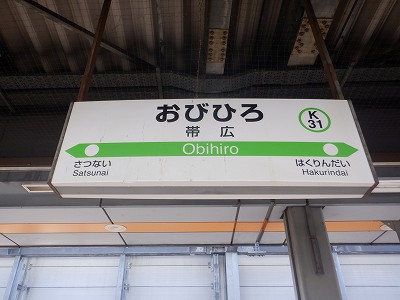 おびひろ
帯広
K
31
Obihiro
さつない
Satsunai
はくりんだい
Hakurindai